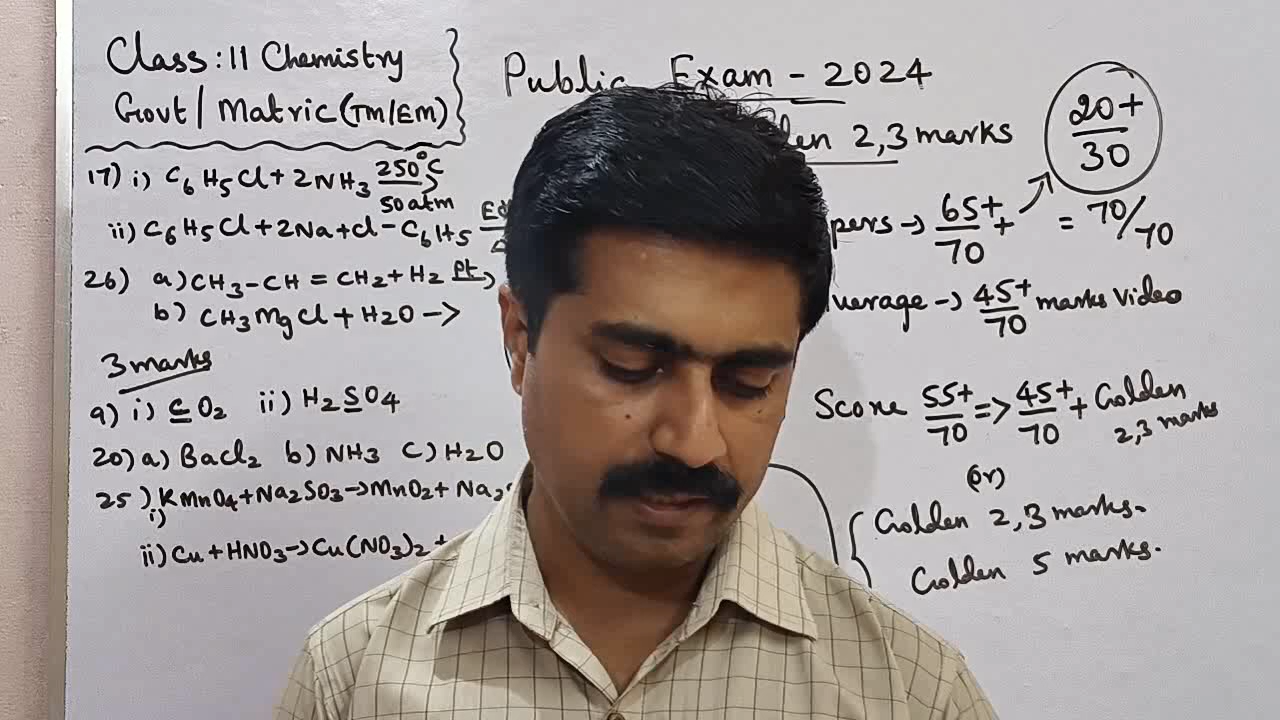 Class: 11 Chemistry
Govt / Matric (TM/EM)
17) i) C6H5Cl + 2NH3 250°C
50 atm
ii) C6H5Cl + 2Na + Cl - C6H5
26) a) CH3-CH = CH2 + H2 Pt
b) CH3MgCl + H2O ->
3 marks
9) i) CO2 ii) H2SO4
20) a) BaCl2 b) NH3 c) H2O
25) i) KMnO4 + Na2SO3 -> MnO2 + Na2
ii) Cu + HNO3 -> Cu(NO3)2 +
Public Exam - 2024
2,3 marks
20+
30
65+/70 + = 70/70
45+/70 marks Video
Score 55+/70 => 45+/70 + Golden
2,3 marks
(or)
Golden 2,3 marks.
Golden 5 marks.